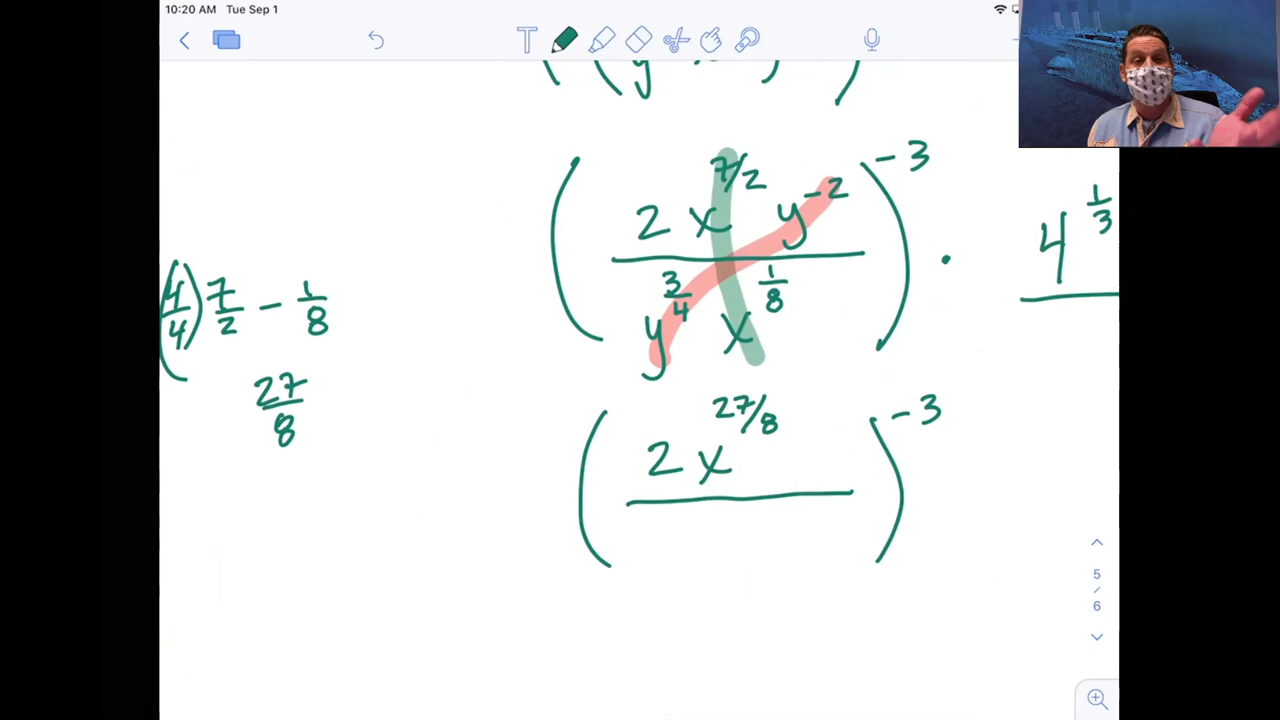 10:20 AM Tue Sep 1
T
(2x^{7/2} y^{-2} / y^{3/4} x^{1/8})^{-3} · 4^{1/3}
(4/4) 7/2 - 1/8
27/8
(2x^{27/8} / )^{-3}
5
/
6